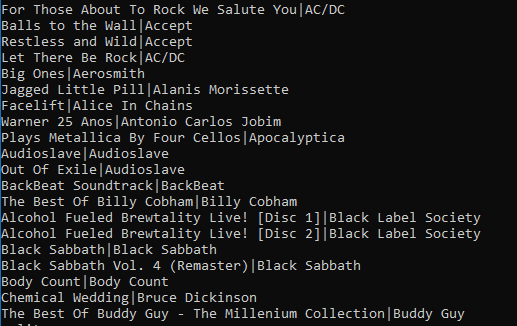 For Those About To Rock We Salute You|AC/DC
Balls to the Wall|Accept
Restless and Wild|Accept
Let There Be Rock|AC/DC
Big Ones|Aerosmith
Jagged Little Pill|Alanis Morissette
Facelift|Alice In Chains
Warner 25 Anos|Antonio Carlos Jobim
Plays Metallica By Four Cellos|Apocalyptica
Audioslave|Audioslave
Out Of Exile|Audioslave
BackBeat Soundtrack|BackBeat
The Best Of Billy Cobham|Billy Cobham
Alcohol Fueled Brewtality Live! [Disc 1]|Black Label Society
Alcohol Fueled Brewtality Live! [Disc 2]|Black Label Society
Black Sabbath|Black Sabbath
Black Sabbath Vol. 4 (Remaster)|Black Sabbath
Body Count|Body Count
Chemical Wedding|Bruce Dickinson
The Best Of Buddy Guy - The Millenium Collection|Buddy Guy